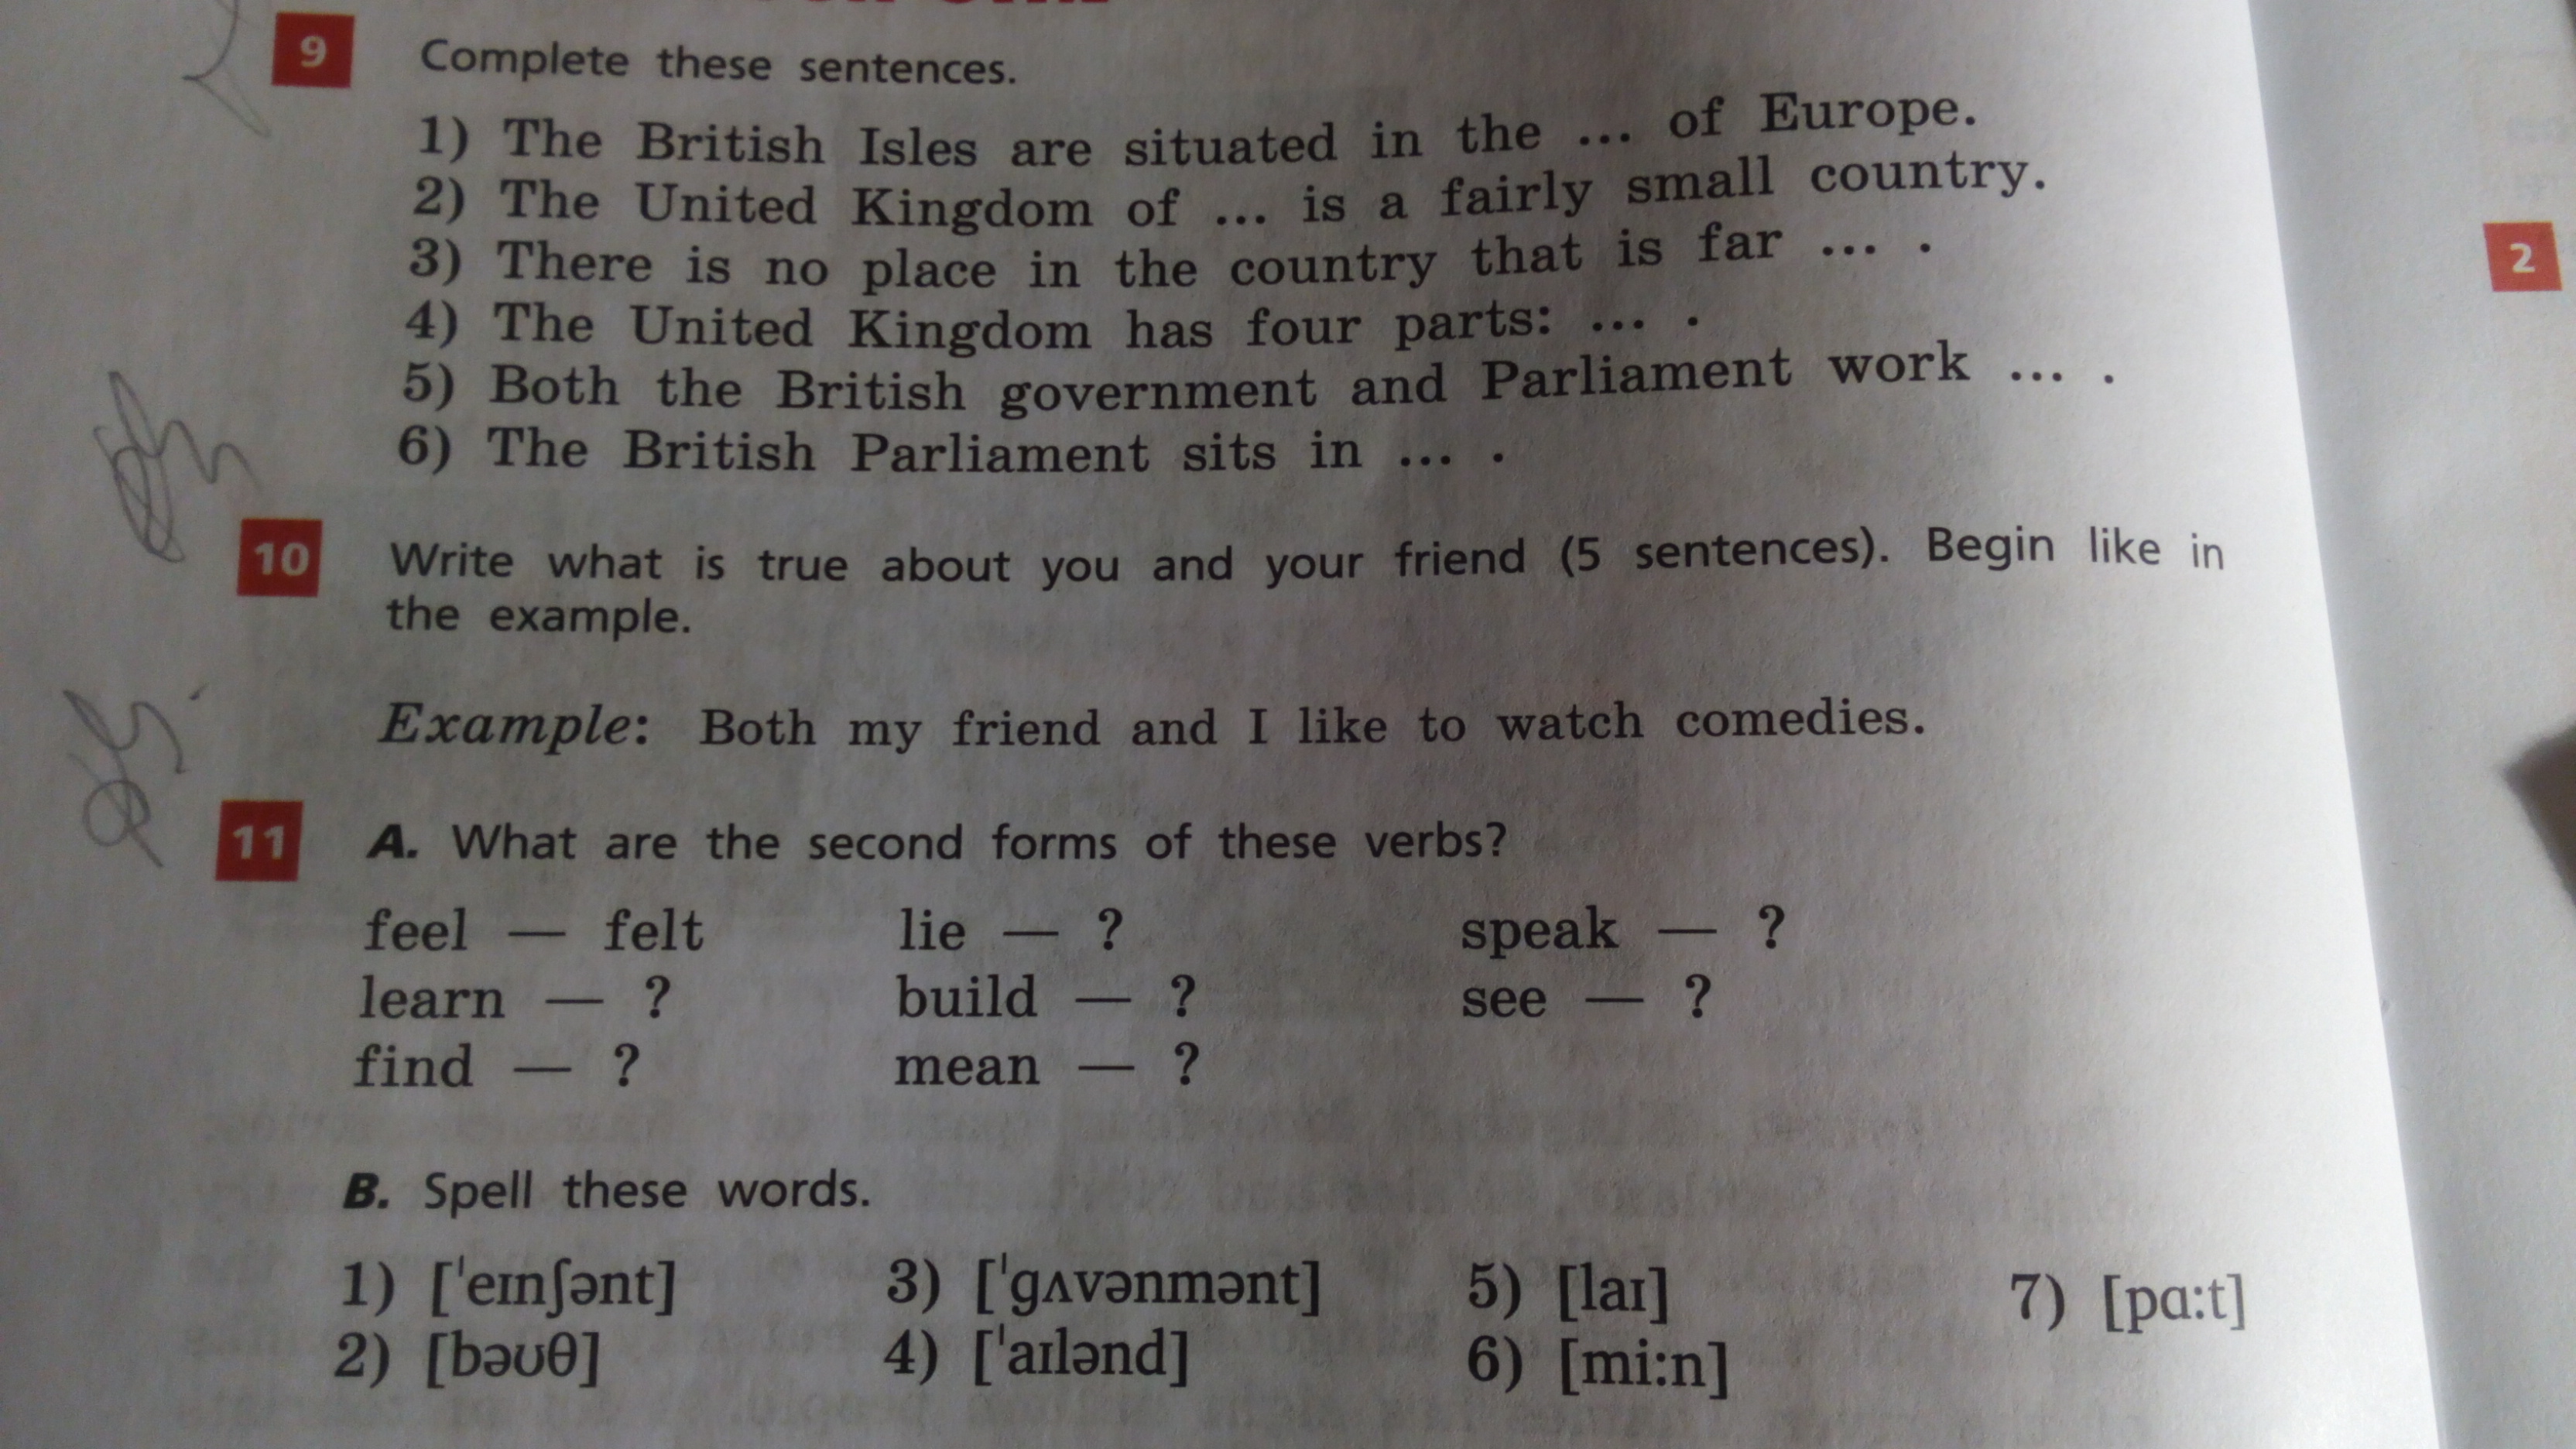 9 Complete these sentences.
1) The British Isles are situated in the ... of Europe.
2) The United Kingdom of ... is a fairly small country.
3) There is no place in the country that is far ... .
4) The United Kingdom has four parts: ... .
5) Both the British government and Parliament work ... .
6) The British Parliament sits in ... .
10 Write what is true about you and your friend (5 sentences). Begin like in
the example.
Example: Both my friend and I like to watch comedies.
11 A. What are the second forms of these verbs?
feel — felt lie — ? speak — ?
learn — ? build — ? see — ?
find — ? mean — ?
B. Spell these words.
1) [ˈeɪnʃənt] 3) [ˈgʌvənmənt] 5) [laɪ] 7) [pɑ:t]
2) [bəʊθ] 4) [ˈaɪlənd] 6) [mi:n]
2